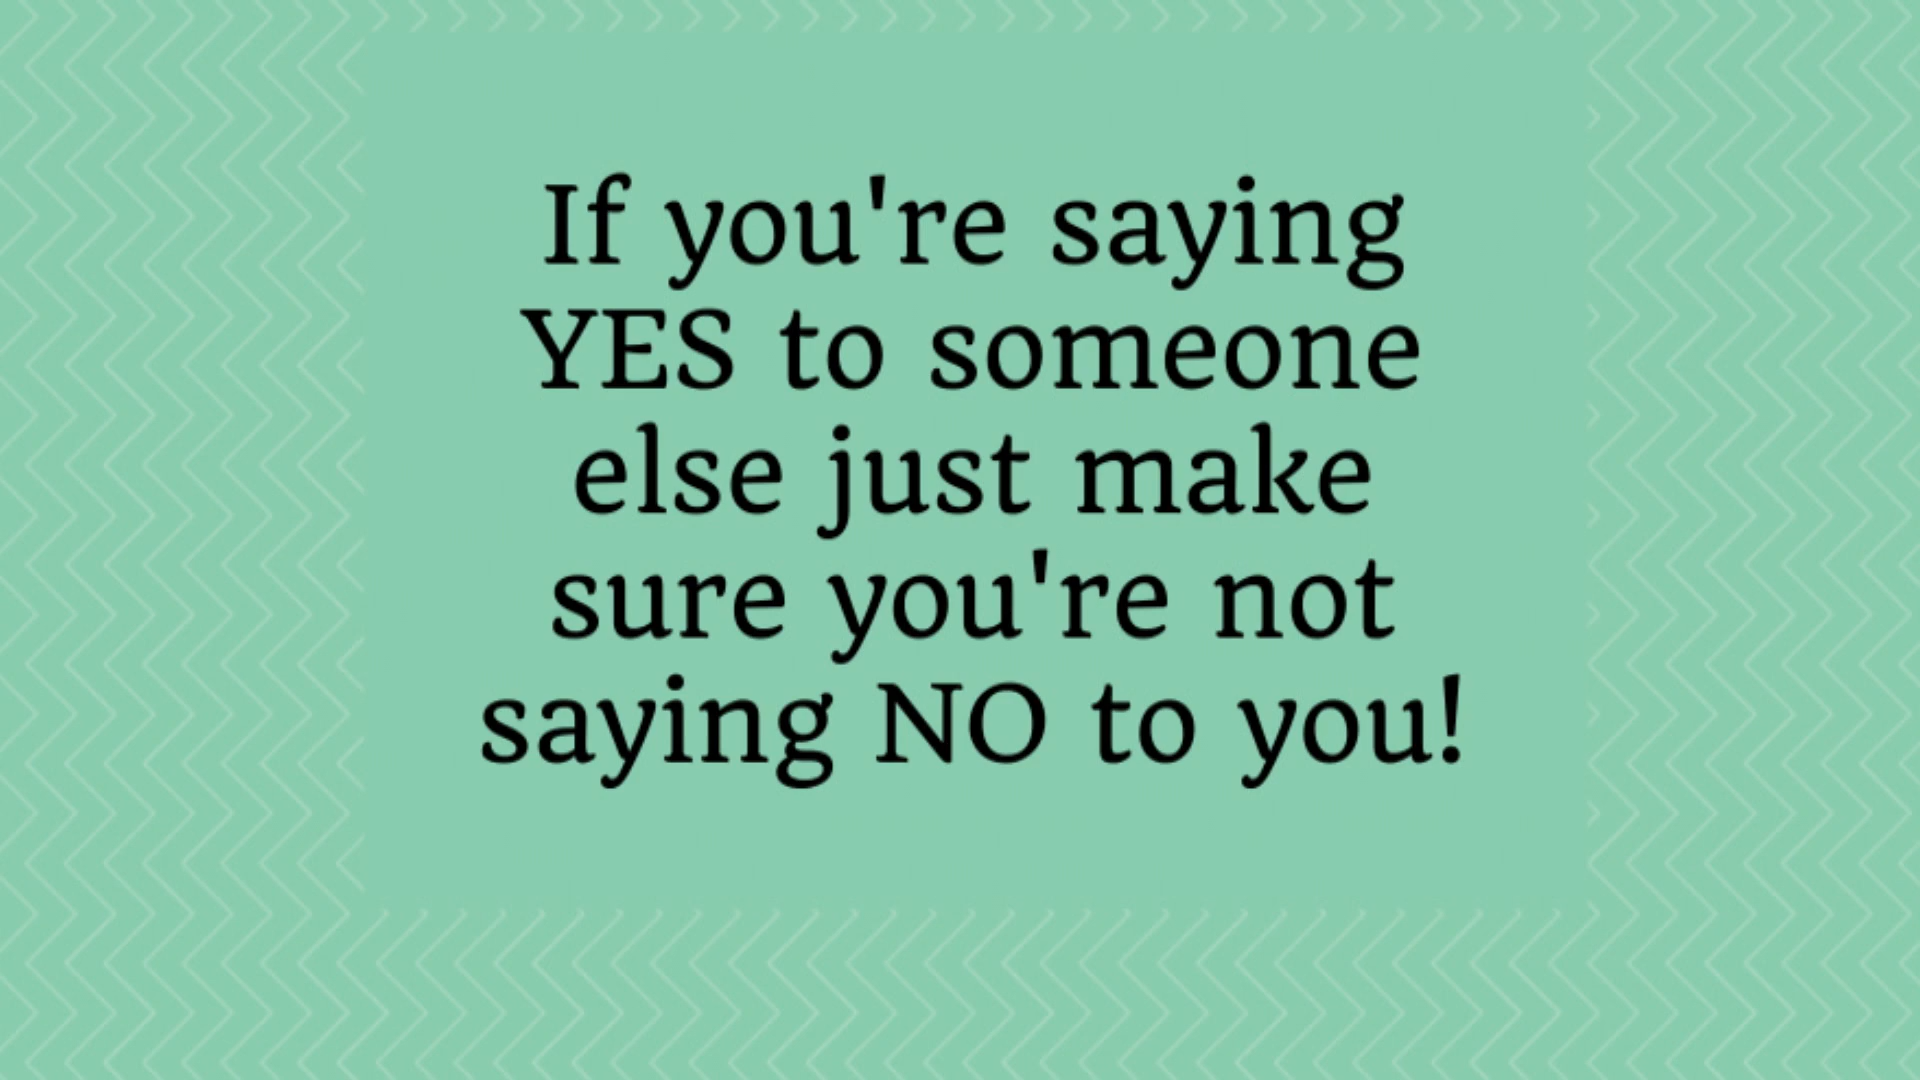 If you're saying
YES to someone
else just make
sure you're not
saying NO to you!